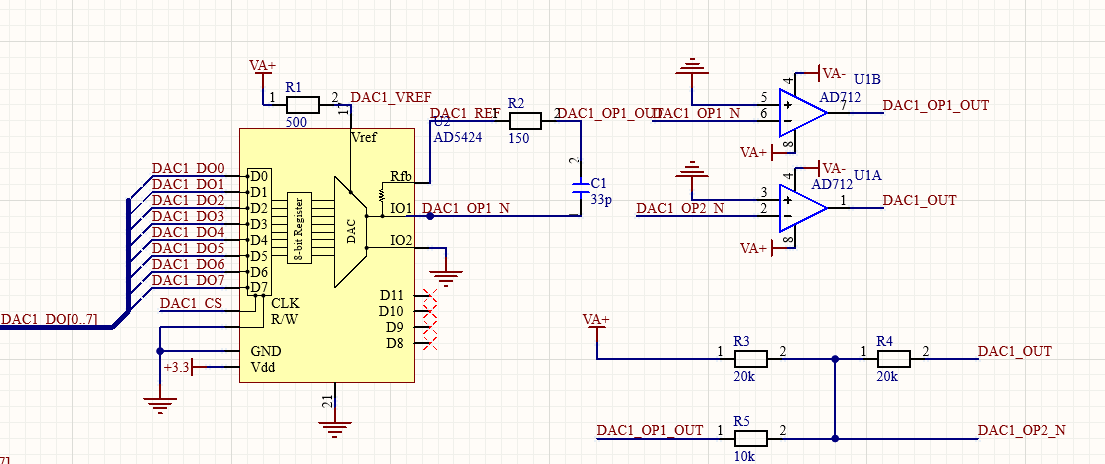 VA+
R1
1
2
500
DAC1_VREF
17
Vref
DAC1_REF
1
R2
2
150
DAC1_OP1_OUT
U2
AD5424
DAC1_DO0
DAC1_DO1
DAC1_DO2
DAC1_DO3
DAC1_DO4
DAC1_DO5
DAC1_DO6
DAC1_DO7
D0
D1
D2
D3
D4
D5
D6
D7
8-bit Register
DAC
Rfb
IO1
IO2
DAC1_OP1_N
2
C1
33p
1
DAC1_CS
CLK
R/W
DAC1_DO[0..7]
GND
+3.3
Vdd
D11
D10
D9
D8
21
4
VA-
U1B
AD712
5
6
DAC1_OP1_N
7
DAC1_OP1_OUT
VA+
8
4
VA-
U1A
AD712
3
2
DAC1_OP2_N
1
DAC1_OUT
VA+
8
VA+
1
R3
2
20k
1
R4
2
20k
DAC1_OUT
DAC1_OP1_OUT
1
R5
2
10k
DAC1_OP2_N
7]